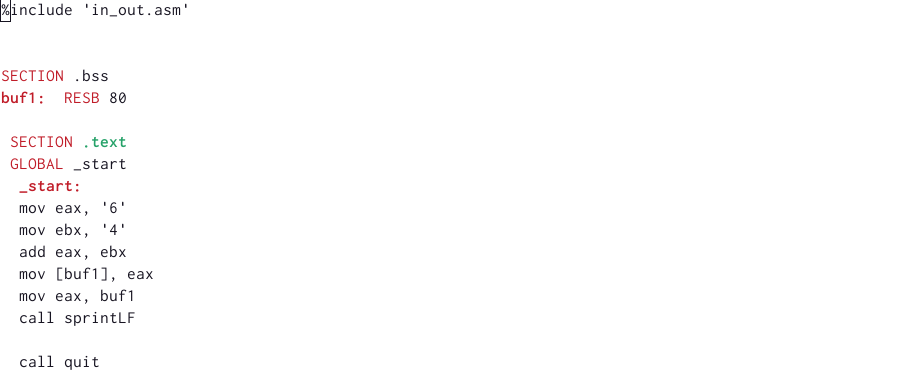 %include 'in_out.asm'
SECTION .bss
buf1:  RESB 80
SECTION .text
GLOBAL _start
_start:
mov eax, '6'
mov ebx, '4'
add eax, ebx
mov [buf1], eax
mov eax, buf1
call sprintLF
call quit